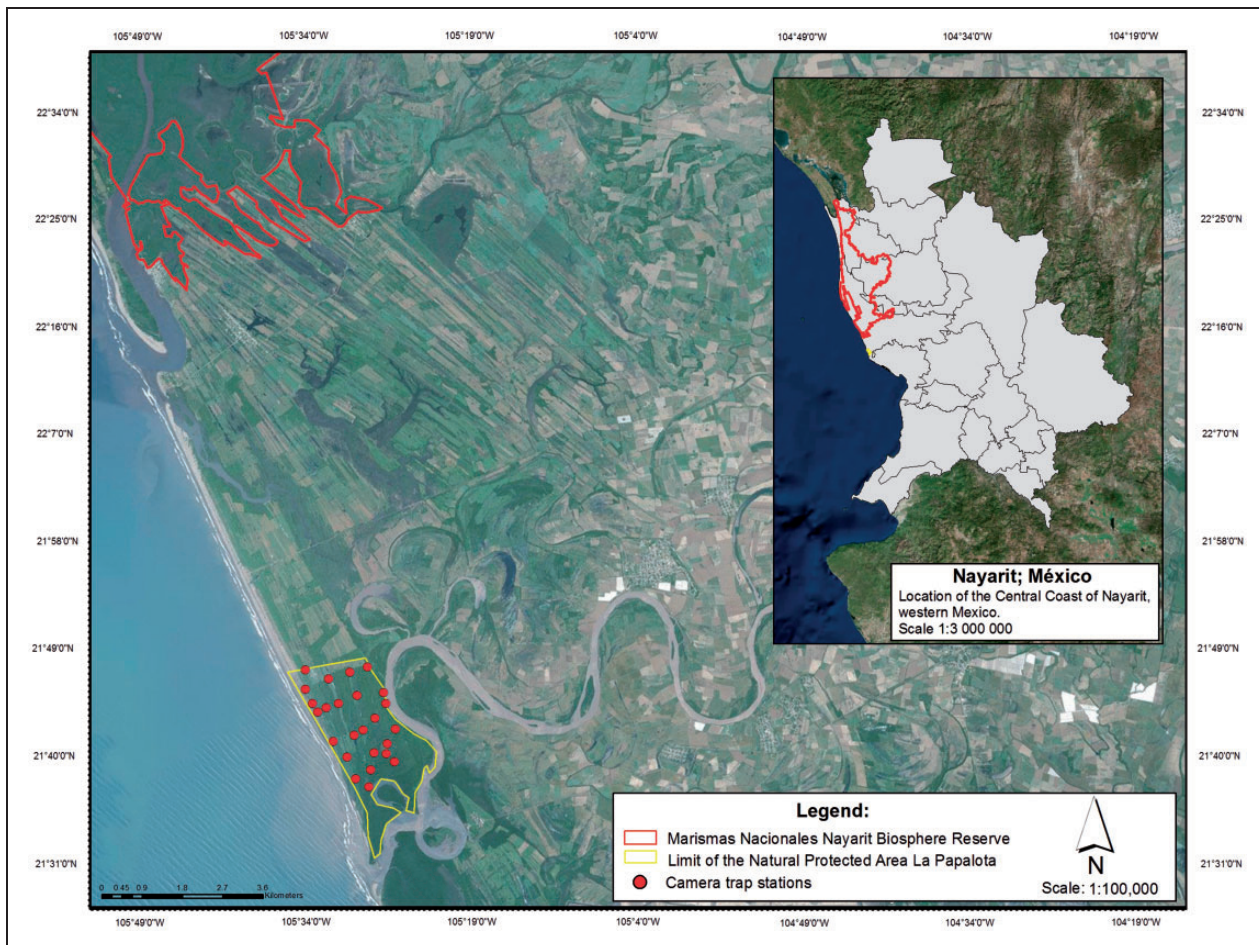 105°49'0"W 105°34'0"W 105°19'0"W 105°4'0"W 104°49'0"W 104°34'0"W 104°19'0"W
22°34'0"N 22°34'0"N
22°25'0"N 22°25'0"N
22°16'0"N 22°16'0"N
22°7'0"N 22°7'0"N
21°58'0"N 21°58'0"N
Nayarit; México
Location of the Central Coast of Nayarit,
western Mexico.
Scale 1:3 000 000
21°49'0"N 21°49'0"N
21°40'0"N 21°40'0"N
Legend:
Marismas Nacionales Nayarit Biosphere Reserve
Limit of the Natural Protected Area La Papalota
Camera trap stations
N
Scale: 1:100,000
21°31'0"N 21°31'0"N
0 0.45 0.9 1.8 2.7 3.6
Kilometers
105°49'0"W 105°34'0"W 105°19'0"W 105°4'0"W 104°49'0"W 104°34'0"W 104°19'0"W